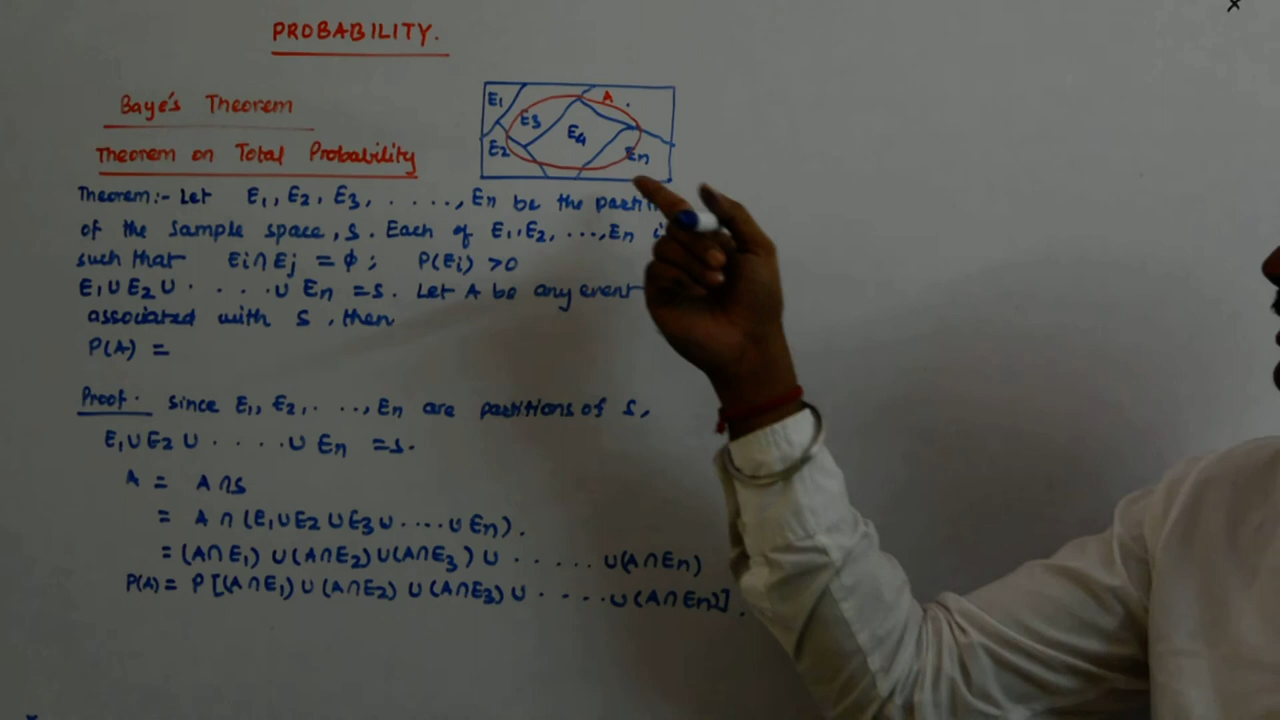 PROBABILITY.
Baye's Theorem
Theorem on Total Probability
E1 E2 E3 E4 A En
Theorem:- Let E1, E2, E3, . . . . ., En be the
of the sample space, S. Each of E1, E2, ...., En
such that Ei ∩ Ej = ϕ ; P(Ei) >0
E1 ∪ E2 ∪ . . . . ∪ En = S. Let A be any event
associated with S, then
P(A) =
Proof. Since E1, E2, . . .., En are partitions of S,
E1 ∪ E2 ∪ . . . . ∪ En = S.
A = A ∩ S
= A ∩ (E1 ∪ E2 ∪ E3 ∪ ..... ∪ En).
= (A ∩ E1) ∪ (A ∩ E2) ∪ (A ∩ E3) ∪ . . . . . . ∪ (A ∩ En)
P(A) = P [(A ∩ E1) ∪ (A ∩ E2) ∪ (A ∩ E3) ∪ . . . . . ∪ (A ∩ En)].